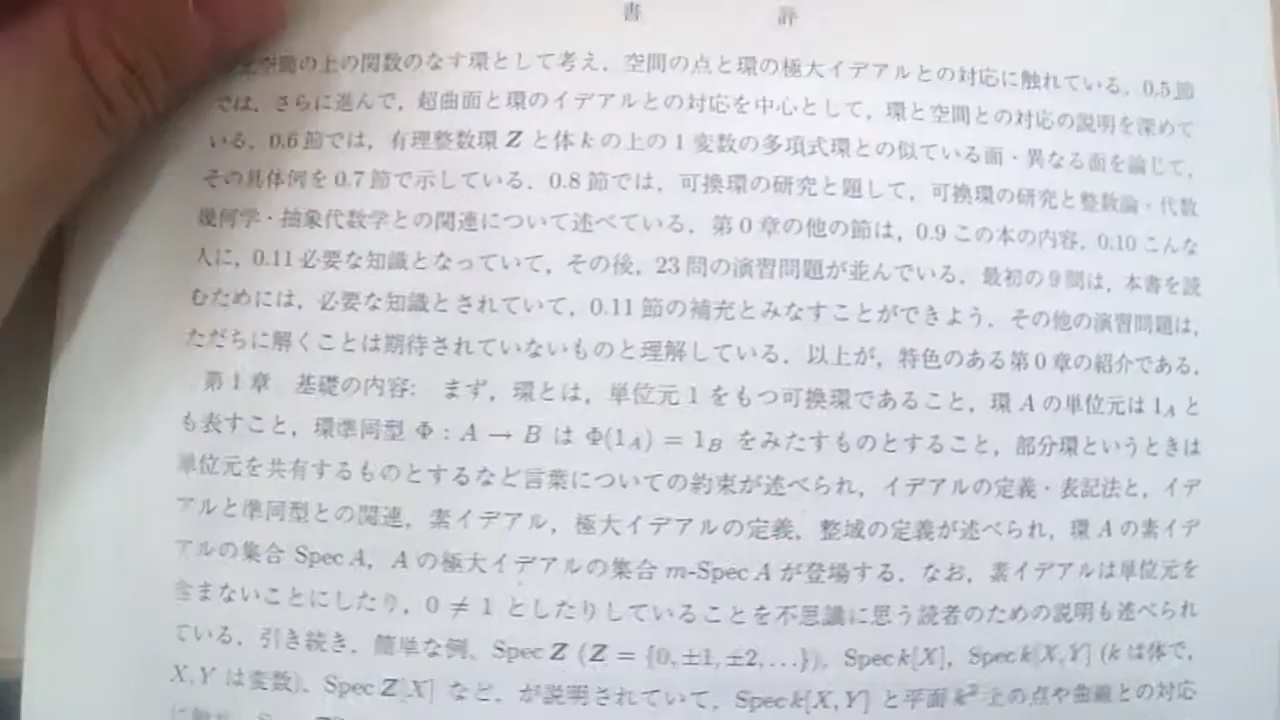 書 評
空間の上の関数のなす環として考え，空間の点と環の極大イデアルとの対応に触れている．0.5節
では，さらに進んで，超曲面と環のイデアルとの対応を中心として，環と空間との対応の説明を深めて
いる．0.6節では，有理整数環 Z と体 k の上の1変数の多項式環との似ている面・異なる面を論じて，
その具体例を0.7節で示している．0.8節では，可換環の研究と題して，可換環の研究と整数論・代数
幾何学・抽象代数学との関連について述べている．第0章の他の節は，0.9 この本の内容，0.10 こんな
人に，0.11 必要な知識となっていて，その後，23問の演習問題が並んでいる．最初の9問は，本書を読
むためには，必要な知識とされていて，0.11節の補充とみなすことができよう．その他の演習問題は，
ただちに解くことは期待されていないものと理解している．以上が，特色のある第0章の紹介である．
第1章　基礎の内容：　まず，環とは，単位元1をもつ可換環であること，環 A の単位元は 1_A と
も表すこと，環準同型 Φ : A → B は Φ(1_A) = 1_B をみたすものとすること，部分環というときは
単位元を共有するものとするなど言葉についての約束が述べられ，イデアルの定義・表記法と，イデ
アルと準同型との関連，素イデアル，極大イデアルの定義，整域の定義が述べられ，環 A の素イデ
アルの集合 Spec A，A の極大イデアルの集合 m-Spec A が登場する．なお，素イデアルは単位元を
含まないことにしたり，0 ≠ 1 としたりしていることを不思議に思う読者のための説明も述べられ
ている．引き続き，簡単な例，Spec Z (Z = {0, ±1, ±2, …})，Spec k[X]，Spec k[X, Y] (k は体で，
X, Y は変数)，Spec Z[X] など，が説明されていて，Spec k[X, Y] と平面 k² 上の点や曲線との対応